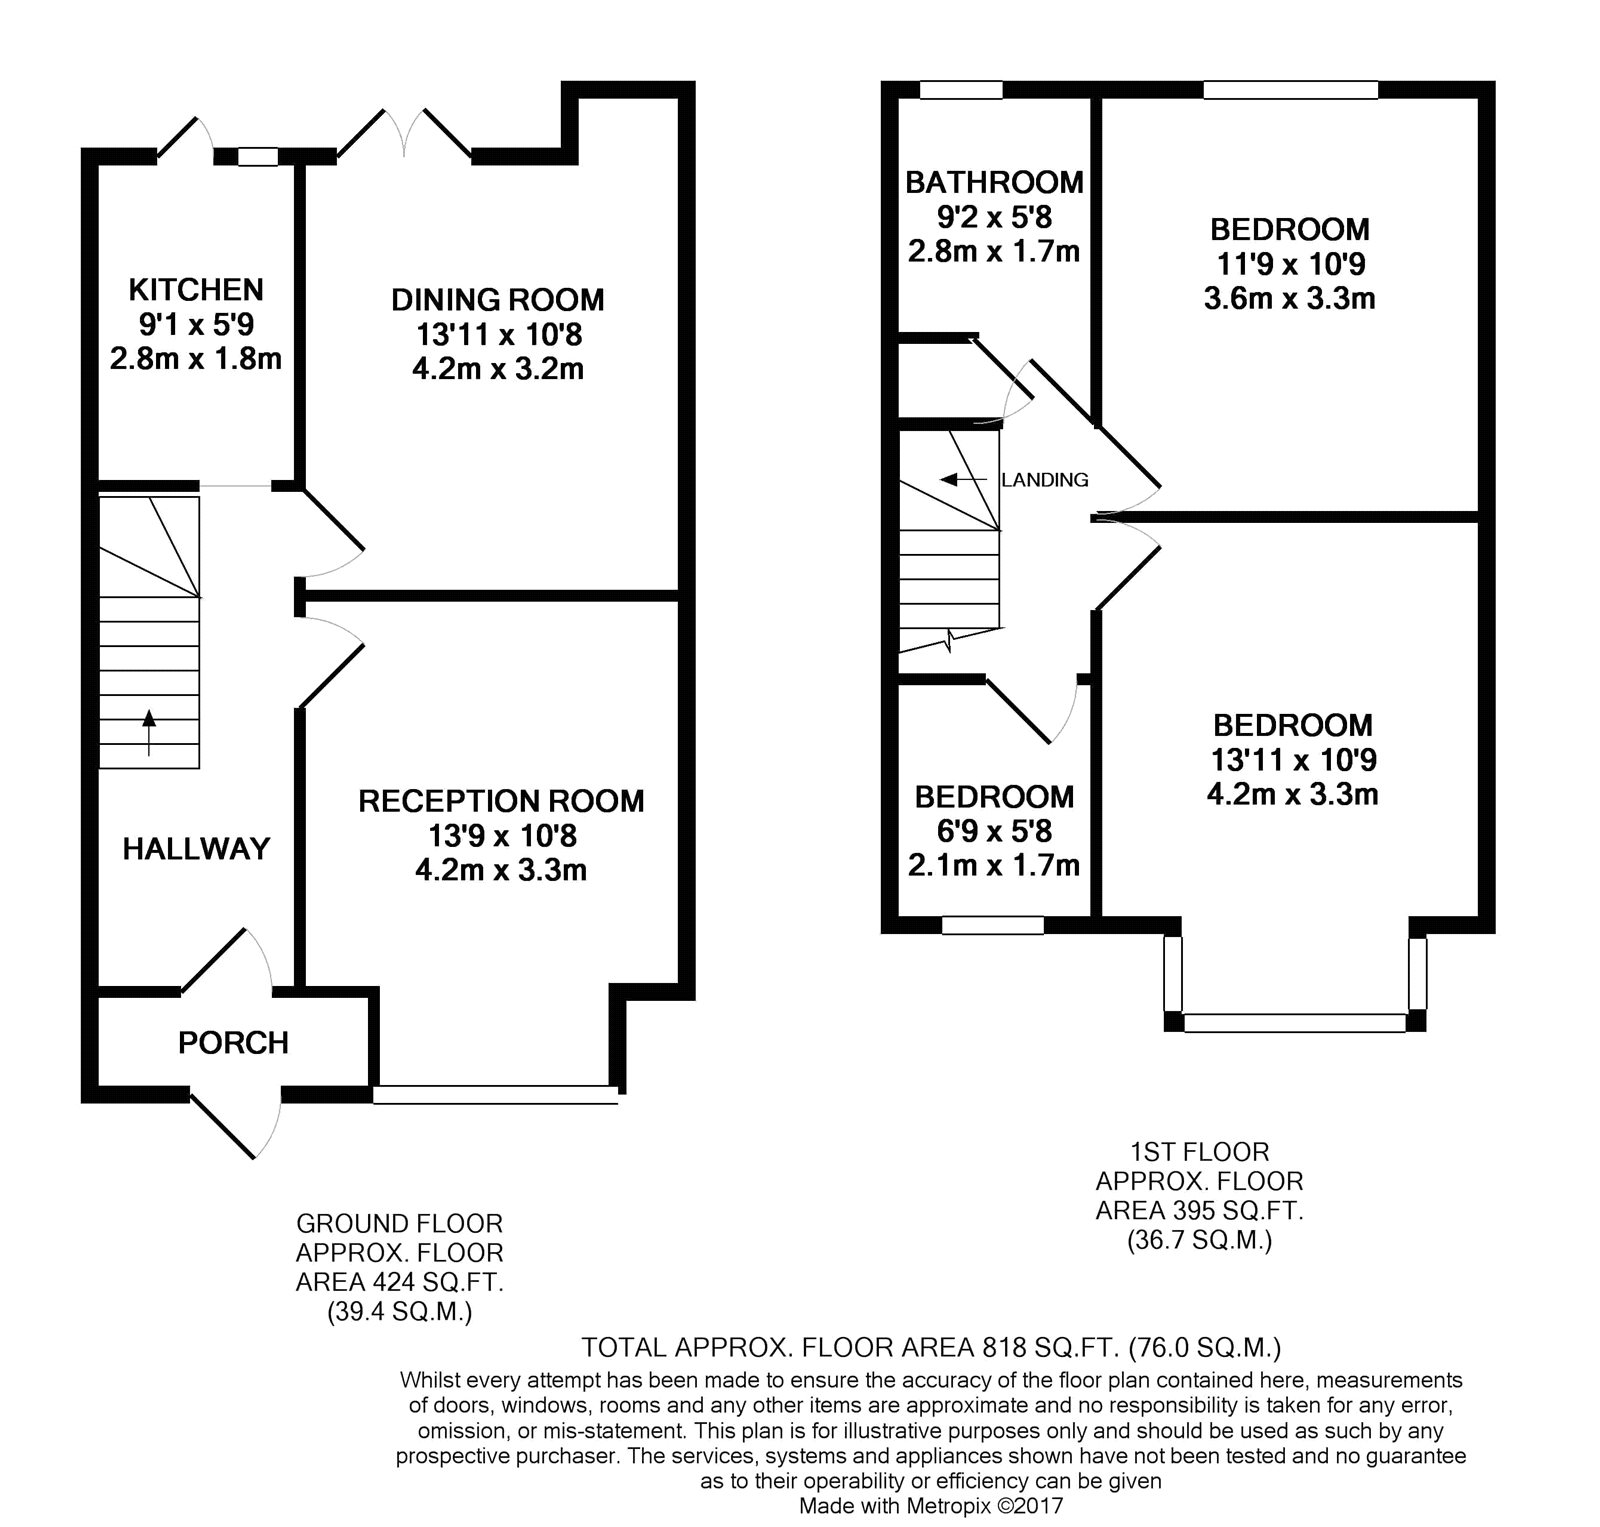 KITCHEN
9'1 x 5'9
2.8m x 1.8m
DINING ROOM
13'11 x 10'8
4.2m x 3.2m
RECEPTION ROOM
13'9 x 10'8
4.2m x 3.3m
HALLWAY
PORCH
GROUND FLOOR
APPROX. FLOOR
AREA 424 SQ.FT.
(39.4 SQ.M.)
BATHROOM
9'2 x 5'8
2.8m x 1.7m
BEDROOM
11'9 x 10'9
3.6m x 3.3m
LANDING
BEDROOM
13'11 x 10'9
4.2m x 3.3m
BEDROOM
6'9 x 5'8
2.1m x 1.7m
1ST FLOOR
APPROX. FLOOR
AREA 395 SQ.FT.
(36.7 SQ.M.)
TOTAL APPROX. FLOOR AREA 818 SQ.FT. (76.0 SQ.M.)
Whilst every attempt has been made to ensure the accuracy of the floor plan contained here, measurements
of doors, windows, rooms and any other items are approximate and no responsibility is taken for any error,
omission, or mis-statement. This plan is for illustrative purposes only and should be used as such by any
prospective purchaser. The services, systems and appliances shown have not been tested and no guarantee
as to their operability or efficiency can be given
Made with Metropix ©2017